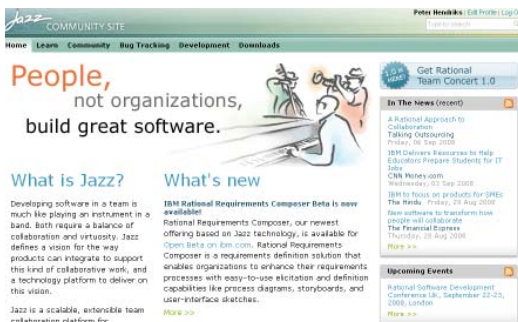 Jazz COMMUNITY SITE
Peter Hendriks | Edit Profile | Log
Type to search
Home Learn Community Bug Tracking Development Downloads
People,
not organizations,
build great software.
What is Jazz?
Developing software in a team is
much like playing an instrument in a
band. Both require a balance of
collaboration and virtuosity. Jazz
defines a vision for the way
products can integrate to support
this kind of collaborative work, and
a technology platform to deliver on
this vision.
Jazz is a scalable, extensible team
collaboration platform for
What's new
IBM Rational Requirements Composer Beta is now
available!
Rational Requirements Composer, our newest
offering based on Jazz technology, is available for
Open Beta on ibm.com. Rational Requirements
Composer is a requirements definition solution that
enables organizations to enhance their requirements
processes with easy-to-use elicitation and definition
capabilities like process diagrams, storyboards, and
user-interface sketches.
More >>
1.0 is
HERE!
Get Rational
Team Concert 1.0
In The News (recent)
A Rational Approach to
Collaboration
Talking Outsourcing
Friday, 05 Sep 2008
IBM Delivers Resources to Help
Educators Prepare Students for IT
Jobs
CNN Money.com
Wednesday, 03 Sep 2008
IBM to focus on products for SMEs
The Hindu Friday, 29 Aug 2008
New software to transform how
people will collaborate
The Financial Express
Thursday, 28 Aug 2008
More >>
Upcoming Events
Rational Software Development
Conference UK, September 22-23,
2008, London
More >>